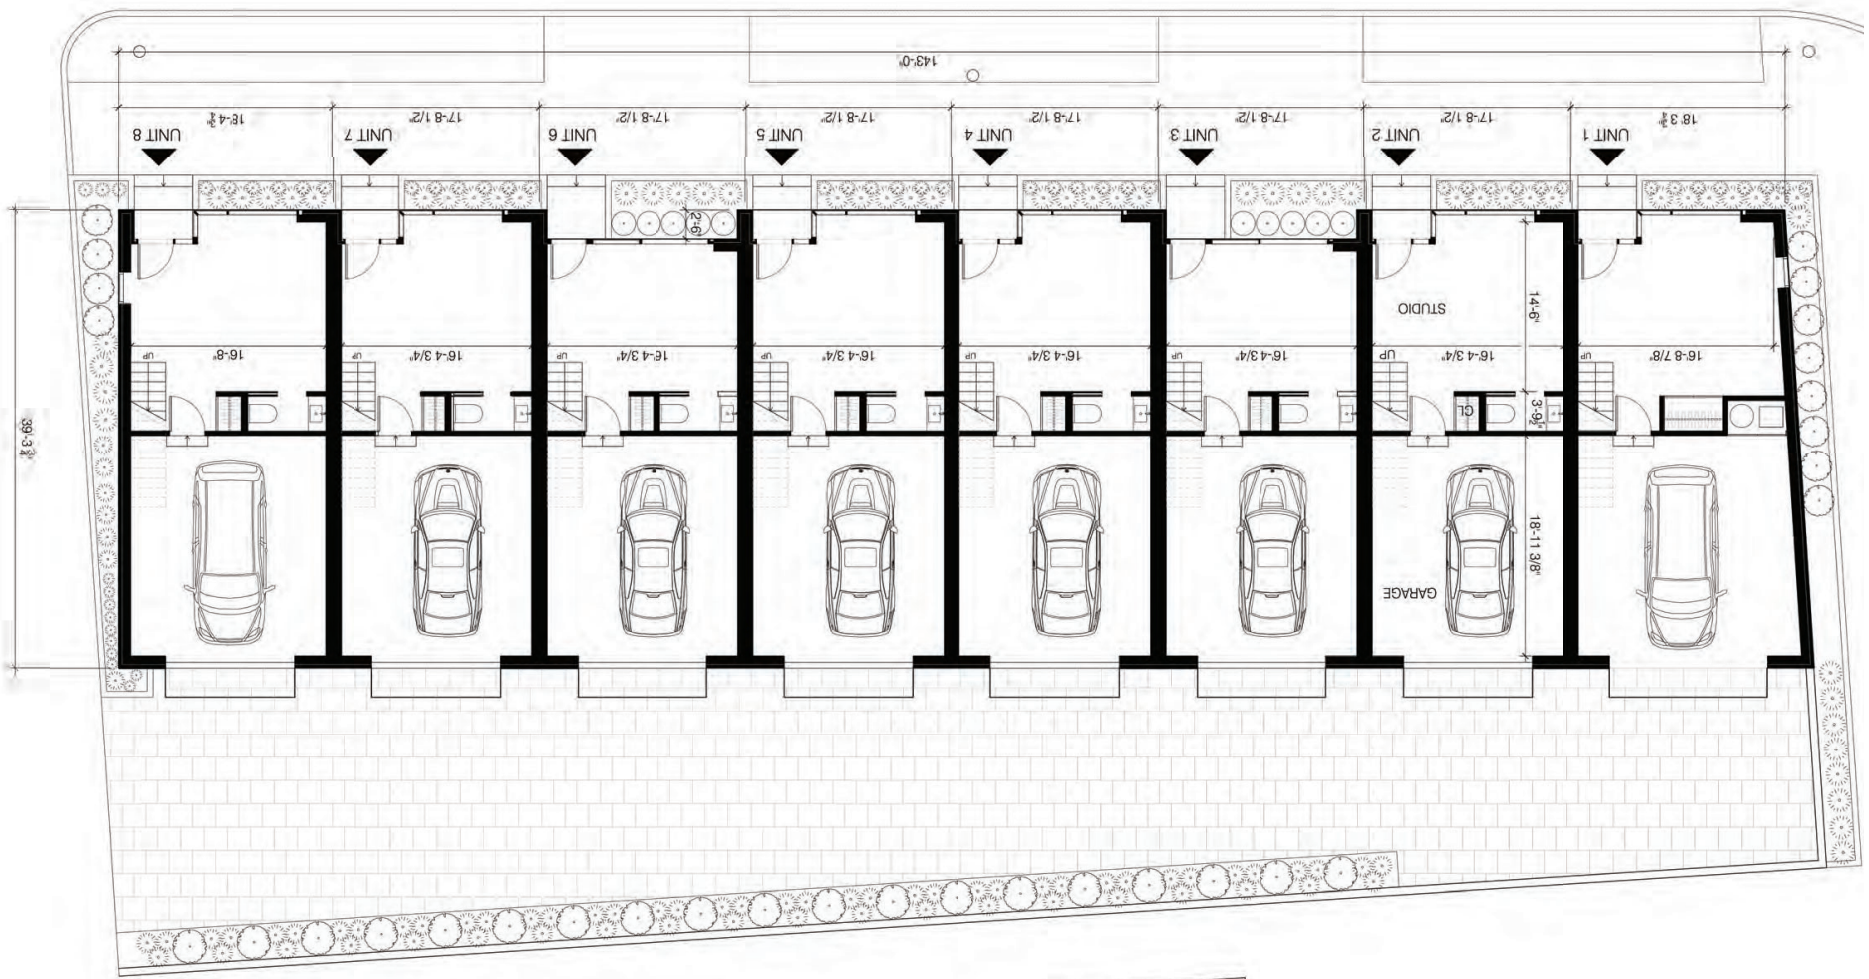 143'-0"
18'-4 3/4"
17'-8 1/2"
17'-8 1/2"
17'-8 1/2"
17'-8 1/2"
17'-8 1/2"
17'-8 1/2"
18' 3 3/4"
UNIT 8
UNIT 7
UNIT 6
UNIT 5
UNIT 4
UNIT 3
UNIT 2
UNIT 1
2'-6"
14'-6"
STUDIO
UP
16'-8"
UP
16'-4 3/4"
UP
16'-4 3/4"
UP
16'-4 3/4"
UP
16'-4 3/4"
UP
16'-4 3/4"
UP
16'-4 3/4"
UP
16'-8 7/8"
CL
3'-9 1/2"
39'-3 3/4"
18'-11 3/8"
GARAGE